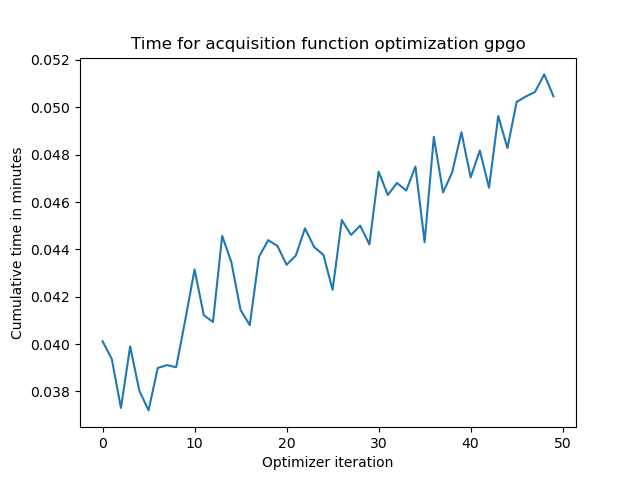 Time for acquisition function optimization gpgo
0.052
0.050
0.048
0.046
0.044
0.042
0.040
0.038
Cumulative time in minutes
0 10 20 30 40 50
Optimizer iteration